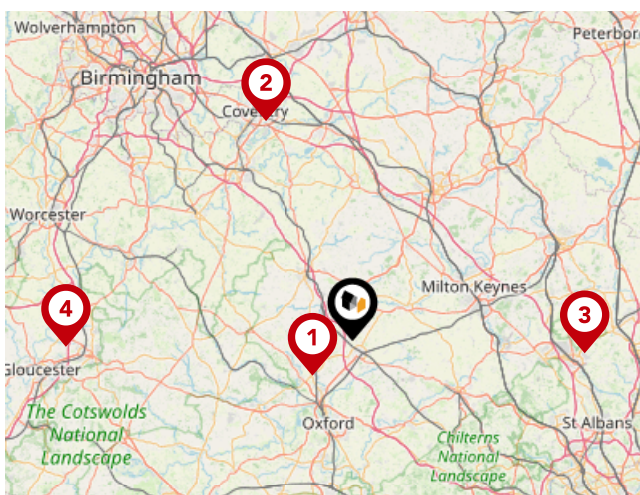 Wolverhampton
Peterbor
Birmingham
2
Coventry
Worcester
Milton Keynes
4
3
1
Gloucester
The Cotswolds
National
Landscape
Oxford
St Albans
Chilterns
National
Landscape